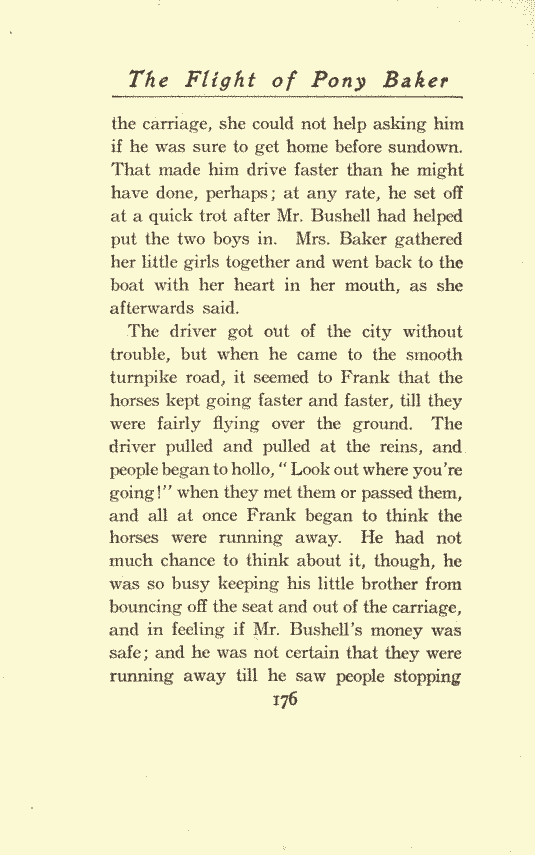 The Flight of Pony Baker
the carriage, she could not help asking him
if he was sure to get home before sundown.
That made him drive faster than he might
have done, perhaps; at any rate, he set off
at a quick trot after Mr. Bushell had helped
put the two boys in. Mrs. Baker gathered
her little girls together and went back to the
boat with her heart in her mouth, as she
afterwards said.
The driver got out of the city without
trouble, but when he came to the smooth
turnpike road, it seemed to Frank that the
horses kept going faster and faster, till they
were fairly flying over the ground. The
driver pulled and pulled at the reins, and
people began to hollo, "Look out where you're
going!" when they met them or passed them,
and all at once Frank began to think the
horses were running away. He had not
much chance to think about it, though, he
was so busy keeping his little brother from
bouncing off the seat and out of the carriage,
and in feeling if Mr. Bushell's money was
safe; and he was not certain that they were
running away till he saw people stopping
176